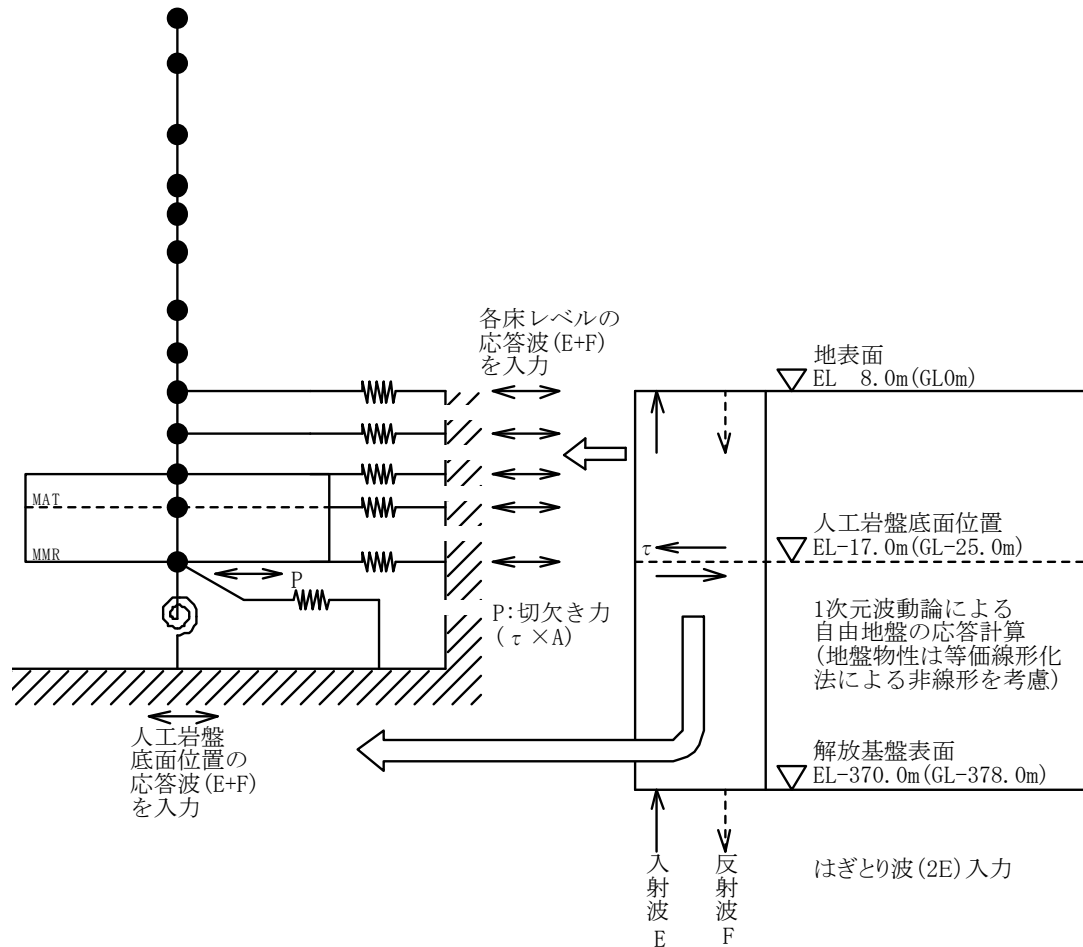 各床レベルの
応答波(E+F)
を入力
地表面
EL 8.0m(GL0m)
MAT
MMR
P
τ
人工岩盤底面位置
EL-17.0m(GL-25.0m)
P:切欠き力
(τ×A)
1次元波動論による
自由地盤の応答計算
(地盤物性は等価線形化
法による非線形を考慮)
人工岩盤
底面位置の
応答波(E+F)
を入力
解放基盤表面
EL-370.0m(GL-378.0m)
入射波E
反射波F
はぎとり波(2E)入力